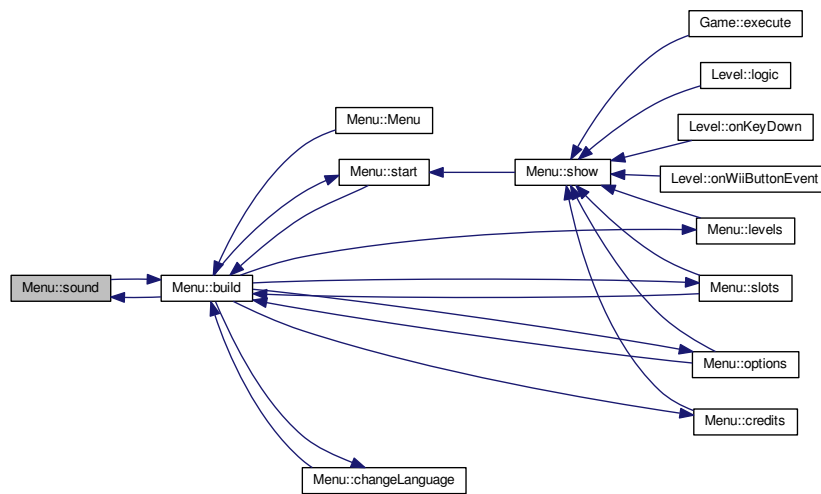 Game::execute
Level::logic
Menu::Menu
Level::onKeyDown
Menu::start
Menu::show
Level::onWiiButtonEvent
Menu::levels
Menu::sound
Menu::build
Menu::slots
Menu::options
Menu::credits
Menu::changeLanguage